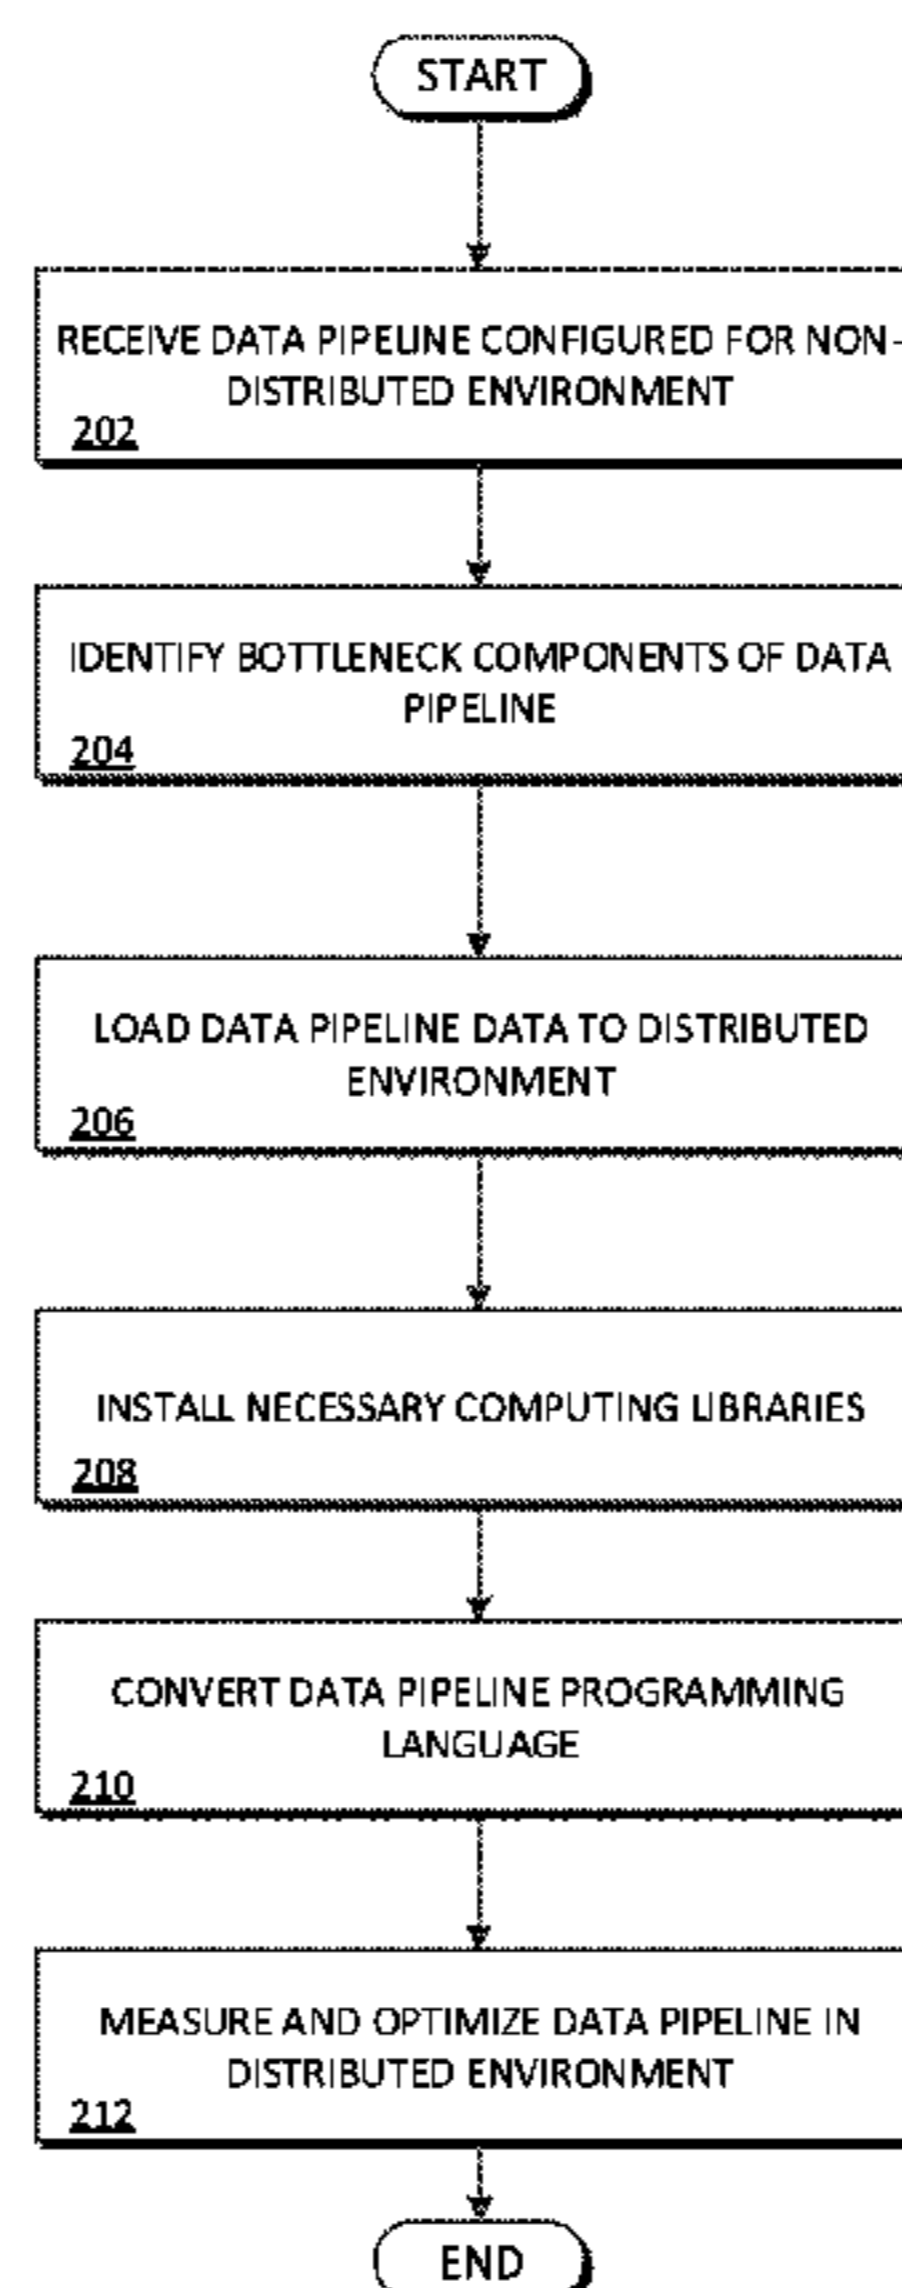 START
RECEIVE DATA PIPELINE CONFIGURED FOR NON-
DISTRIBUTED ENVIRONMENT
202
IDENTIFY BOTTLENECK COMPONENTS OF DATA
PIPELINE
204
LOAD DATA PIPELINE DATA TO DISTRIBUTED
ENVIRONMENT
206
INSTALL NECESSARY COMPUTING LIBRARIES
208
CONVERT DATA PIPELINE PROGRAMMING
LANGUAGE
210
MEASURE AND OPTIMIZE DATA PIPELINE IN
DISTRIBUTED ENVIRONMENT
212
END